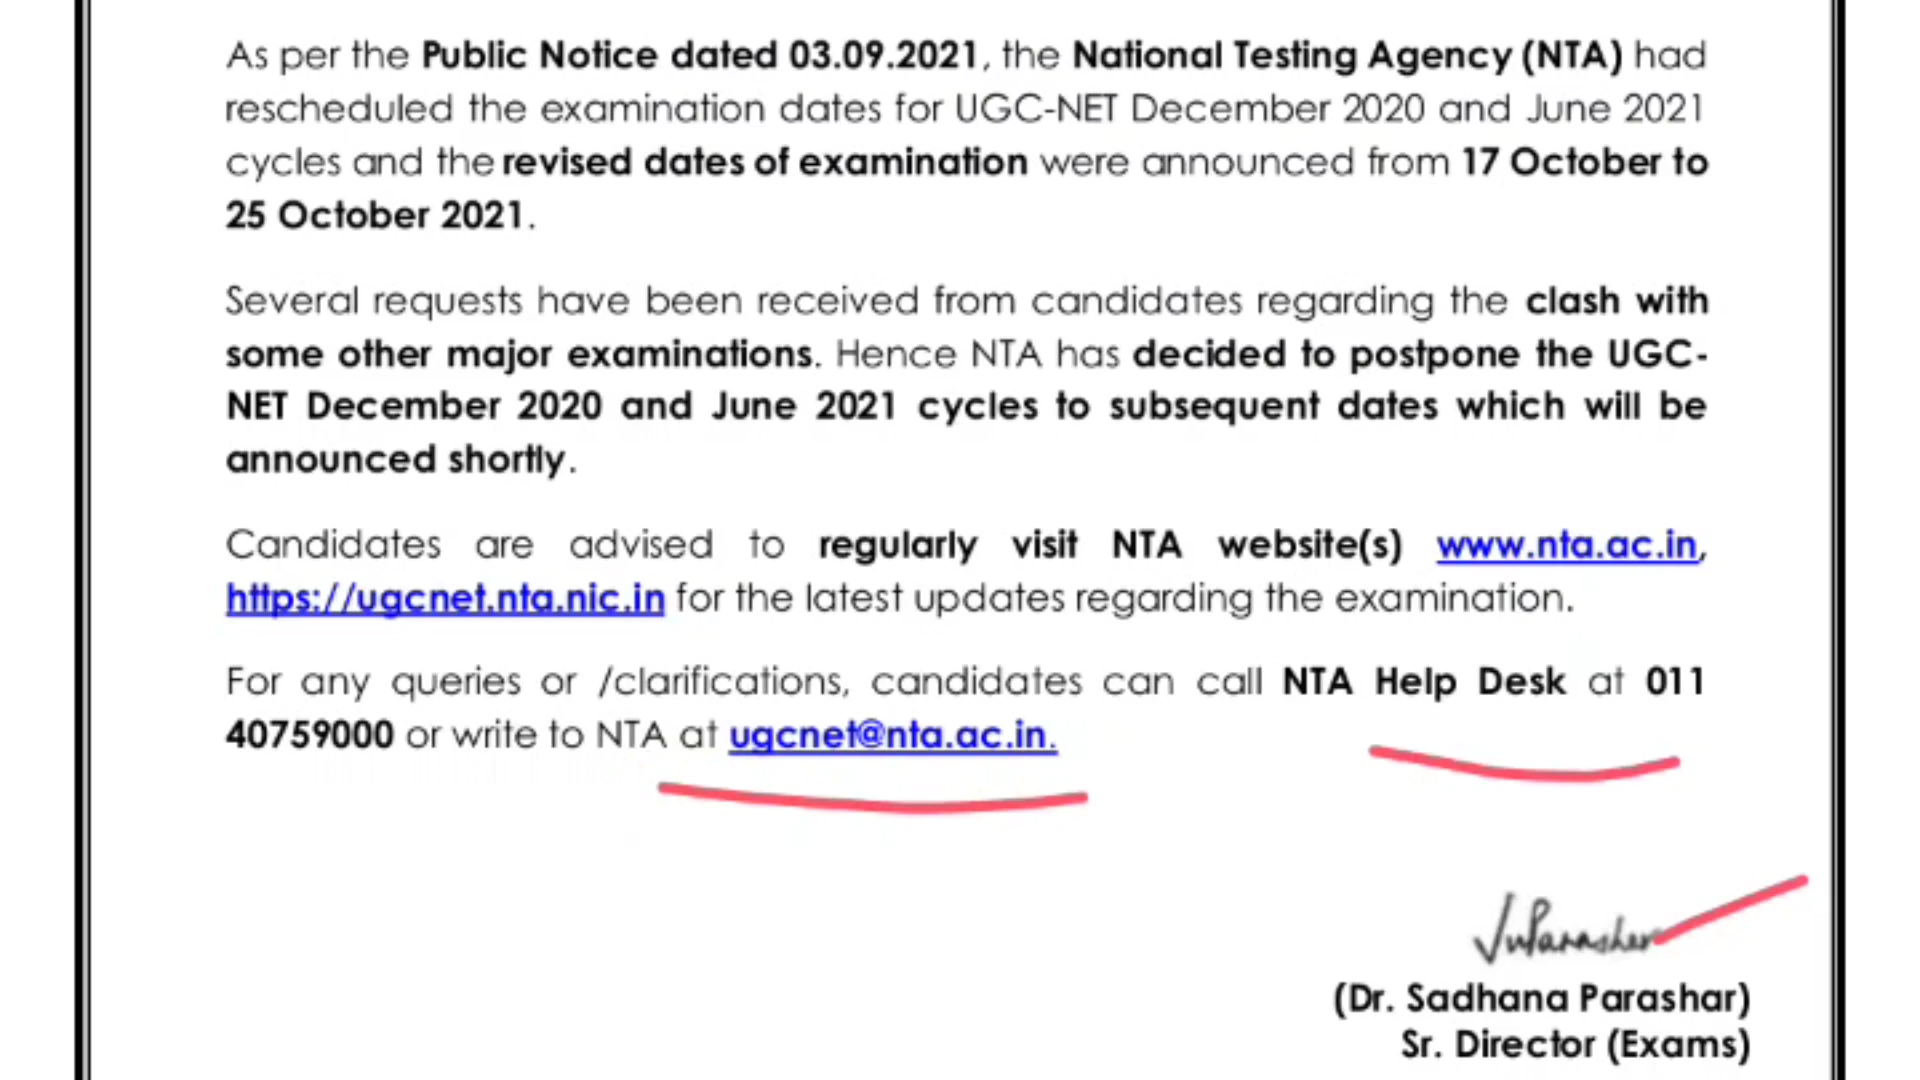 As per the Public Notice dated 03.09.2021, the National Testing Agency (NTA) had
rescheduled the examination dates for UGC-NET December 2020 and June 2021
cycles and the revised dates of examination were announced from 17 October to
25 October 2021.
Several requests have been received from candidates regarding the clash with
some other major examinations. Hence NTA has decided to postpone the UGC-
NET December 2020 and June 2021 cycles to subsequent dates which will be
announced shortly.
Candidates are advised to regularly visit NTA website(s) www.nta.ac.in,
https://ugcnet.nta.nic.in for the latest updates regarding the examination.
For any queries or /clarifications, candidates can call NTA Help Desk at 011
40759000 or write to NTA at ugcnet@nta.ac.in.
(Dr. Sadhana Parashar)
Sr. Director (Exams)